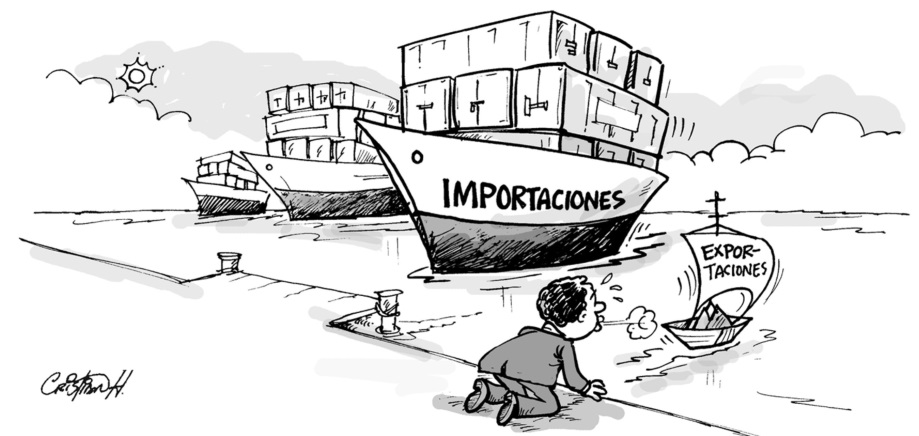 IMPORTACIONES
EXPOR-
TACIONES
Cristian H.